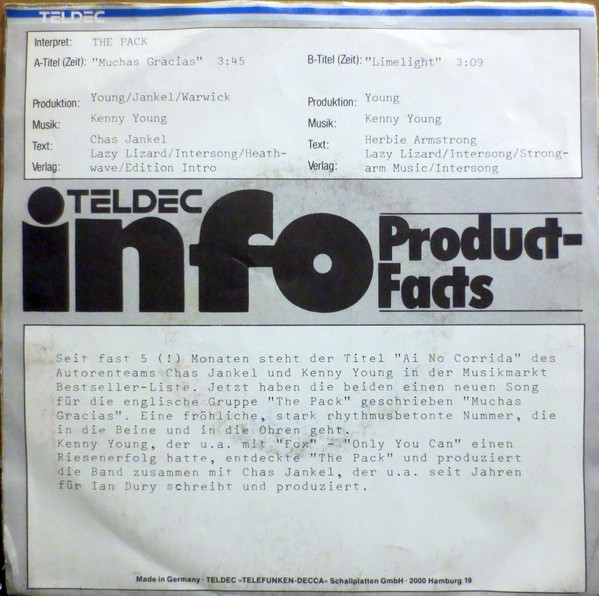 TELDEC
Interpret: THE PACK
A-Titel (Zeit): "Muchas Gracias" 3:45
Produktion: Young/Jankel/Warwick
Musik: Kenny Young
Text: Chas Jankel
Verlag: Lazy Lizard/Intersong/Heath-
wave/Edition Intro
B-Titel (Zeit): "Limelight" 3:09
Produktion: Young
Musik: Kenny Young
Text: Herbie Armstrong
Verlag: Lazy Lizard/Intersong/Strong-
arm Music/Intersong
TELDEC
info
Product-
Facts
Seit fast 5 (!) Monaten steht der Titel "Ai No Corrida" des
Autorenteams Chas Jankel und Kenny Young in der Musikmarkt
Bestseller-Liste. Jetzt haben die beiden einen neuen Song
für die englische Gruppe "The Pack" geschrieben "Muchas
Gracias". Eine fröhliche, stark rhythmusbetonte Nummer, die
in die Beine und in die Ohren geht.
Kenny Young, der u.a. mit "Fox" - "Only You Can" einen
Riesenerfolg hatte, entdeckte "The Pack" und produziert
die Band zusammen mit Chas Jankel, der u.a. seit Jahren
für Ian Dury schreibt und produziert.
Made in Germany · TELDEC »TELEFUNKEN-DECCA« Schallplatten GmbH · 2000 Hamburg 19